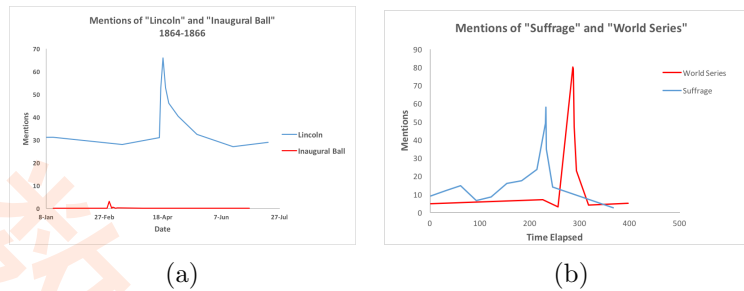 Mentions of "Lincoln" and "Inaugural Ball"
1864-1866
70
60
50
40
30
20
10
0
Mentions
8-Jan 27-Feb 18-Apr 7-Jun 27-Jul
Date
Lincoln
Inaugural Ball
(a)
Mentions of "Suffrage" and "World Series"
90
80
70
60
50
40
30
20
10
0
Mentions
0 100 200 300 400 500
Time Elapsed
World Series
Suffrage
(b)